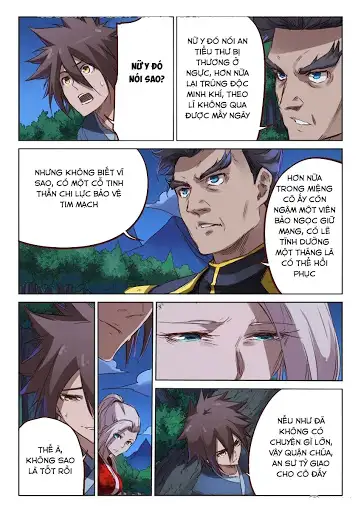 NỮ Y ĐÓ
NÓI SAO?
NỮ Y ĐÓ NÓI AN
TIỂU THƯ BỊ
THƯƠNG Ở
NGỰC, HƠN NỮA
LẠI TRÚNG ĐỘC
MINH KHÍ, THEO
LÍ KHÔNG QUA
ĐƯỢC MẤY NGÀY
NHƯNG KHÔNG BIẾT VÌ
SAO, CÓ MỘT CỖ TINH
THẦN CHI LỰC BẢO VỆ
TIM MẠCH
HƠN NỮA
TRONG MIỆNG
CÔ ẤY CÒN
NGẬM MỘT VIÊN
BẢO NGỌC GIỮ
MẠNG, CÓ LẼ
TĨNH DƯỠNG
MỘT THÁNG LÀ
CÓ THỂ HỒI
PHỤC
THẾ À,
KHÔNG SAO
LÀ TỐT RỒI
NẾU NHƯ ĐÃ
KHÔNG CÓ
CHUYỆN GÌ LỚN,
VẬY QUẬN CHÚA,
AN SƯ TỶ GIAO
CHO CÔ ĐẤY